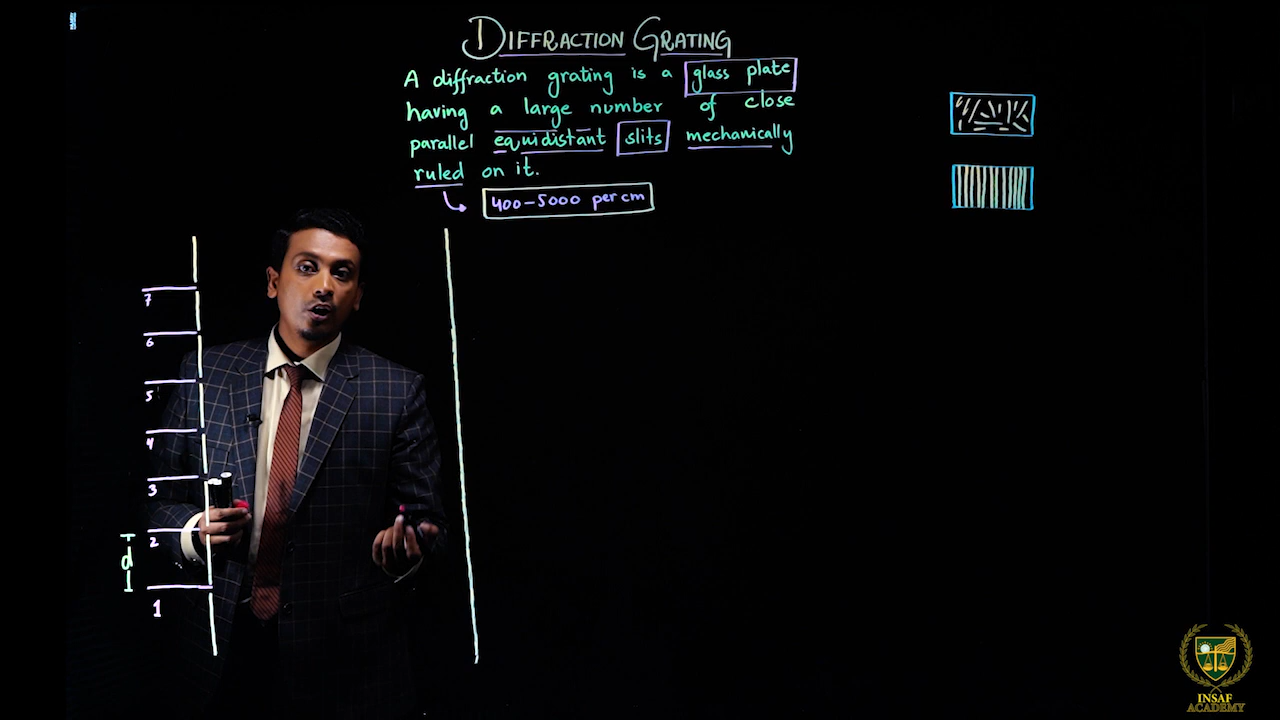 DIFFRACTION GRATING
A diffraction grating is a glass plate
having a large number of close
parallel equidistant slits mechanically
ruled on it.
400-5000 per cm
7
6
5
4
3
2
d
1
INSAF
ACADEMY